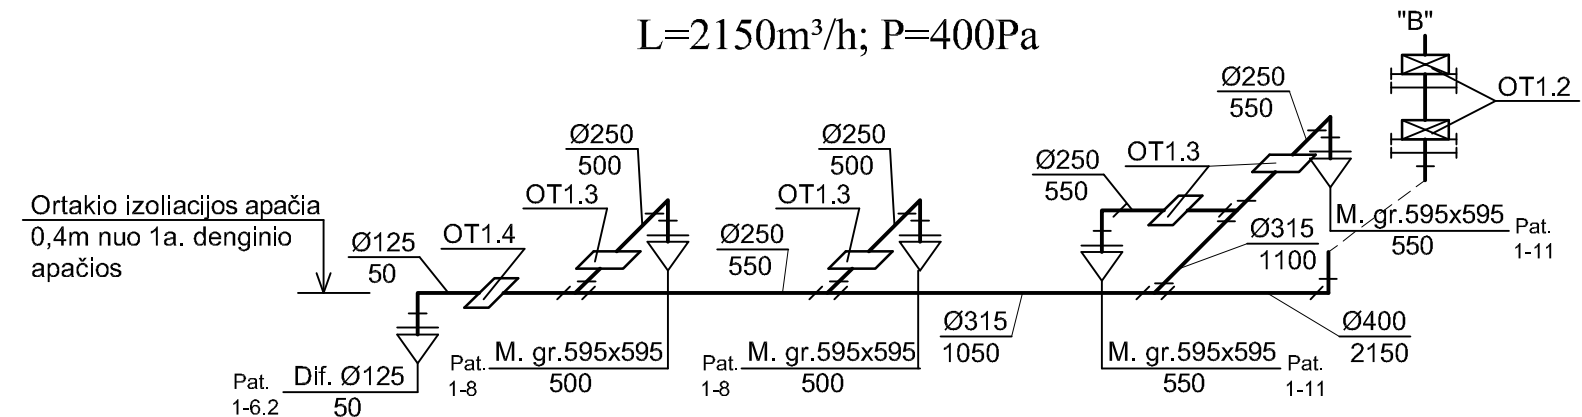 L=2150m³/h; P=400Pa
"B"
OT1.2
Ø250
550
Ø250
500
Ø250
500
Ø250
550
OT1.3
OT1.3
OT1.3
Ortakio izoliacijos apačia
0,4m nuo 1a. denginio
apačios
Ø125
50
OT1.4
Ø250
550
Ø315
1100
M. gr.595x595
550
Pat.
1-11
Ø315
1050
Ø400
2150
Pat.
1-6.2
Dif. Ø125
50
Pat.
1-8
M. gr.595x595
500
Pat.
1-8
M. gr.595x595
500
M. gr.595x595
550
Pat.
1-11